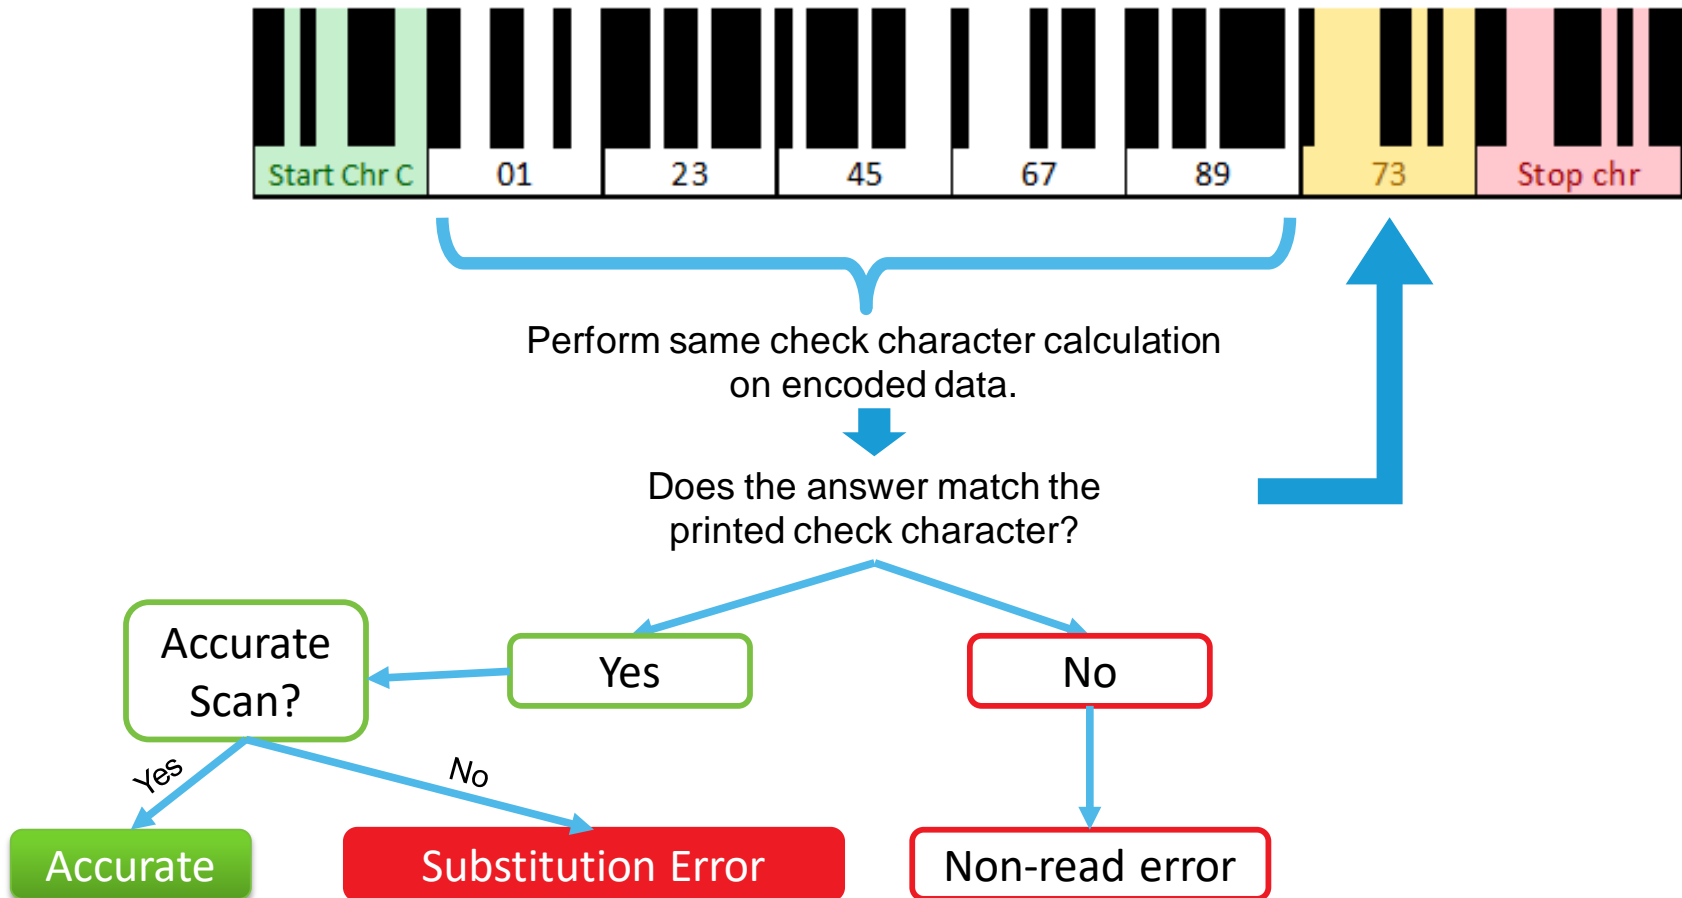 Start Chr C 01 23 45 67 89 73 Stop chr
Perform same check character calculation
on encoded data.
Does the answer match the
printed check character?
Accurate
Scan?
Yes
No
Yes
No
Accurate
Substitution Error
Non-read error